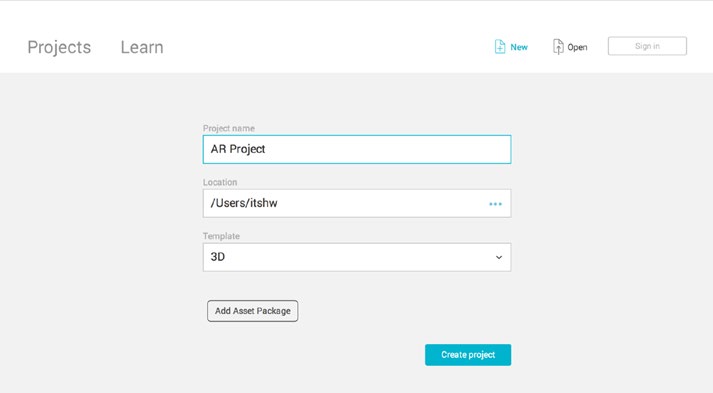 Projects Learn New Open Sign in
Project name
AR Project
Location
/Users/itshw
Template
3D
Add Asset Package
Create project